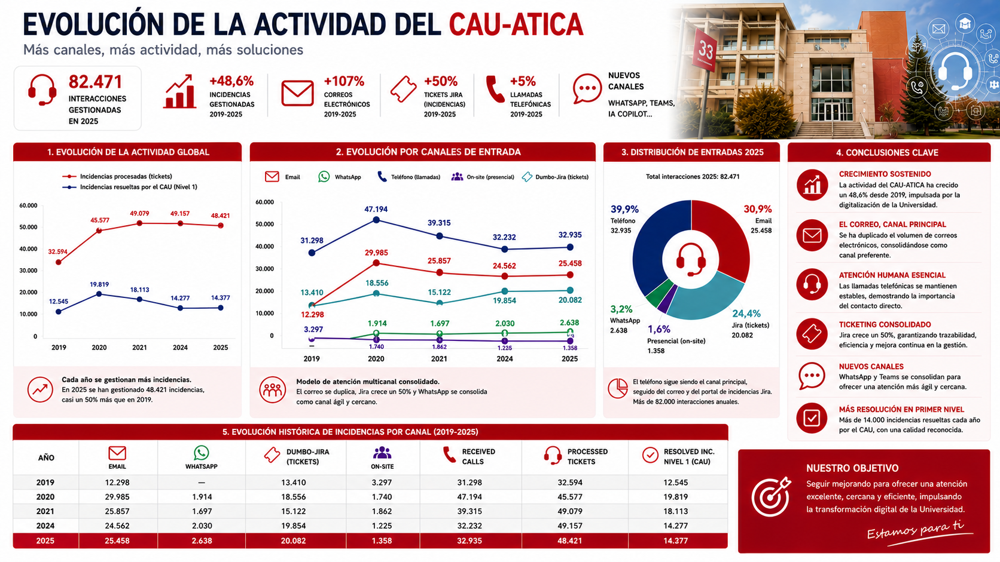 EVOLUCIÓN DE LA ACTIVIDAD DEL CAU-ATICA
Más canales, más actividad, más soluciones
82.471
INTERACCIONES
GESTIONADAS
EN 2025
+48,6%
INCIDENCIAS
GESTIONADAS
2019-2025
+107%
CORREOS
ELECTRÓNICOS
2019-2025
+50%
TICKETS JIRA
(INCIDENCIAS)
2019-2025
+5%
LLAMADAS
TELEFÓNICAS
2019-2025
NUEVOS
CANALES
WHATSAPP, TEAMS,
IA COPILOT...
33
1. EVOLUCIÓN DE LA ACTIVIDAD GLOBAL
Incidencias procesadas (tickets)
Incidencias resueltas por el CAU (Nivel 1)
60.000
50.000
40.000
30.000
20.000
10.000
0
32.594
45.577
49.079
49.157
48.421
12.545
19.819
18.113
14.277
14.377
2019
2020
2021
2024
2025
Cada año se gestionan más incidencias.
En 2025 se han gestionado 48.421 incidencias,
casi un 50% más que en 2019.
2. EVOLUCIÓN POR CANALES DE ENTRADA
Email
WhatsApp
Teléfono (llamadas)
On-site (presencial)
Dumbo-Jira (tickets)
60.000
50.000
40.000
30.000
20.000
10.000
0
31.298
47.194
39.315
32.232
32.935
29,985
25.857
24.562
25.458
13.410
18.556
15.122
19.854
20.082
12.298
3.297
—
1.914
1.697
2.030
2.638
1.740
1.862
1.225
1.358
2019
2020
2021
2024
2025
Modelo de atención multicanal consolidado.
El correo se duplica, Jira crece un 50% y WhatsApp se consolida
como canal ágil y cercano.
3. DISTRIBUCIÓN DE ENTRADAS 2025
Total interacciones 2025: 82.471
39,9%
Teléfono
32.935
30,9%
Email
25.458
3,2%
WhatsApp
2.638
1,6%
Presencial (on-site)
1.358
24,4%
Jira (tickets)
20.082
El teléfono sigue siendo el canal principal,
seguido del correo y del portal de incidencias Jira.
Más de 82.000 interacciones anuales.
4. CONCLUSIONES CLAVE
CRECIMIENTO SOSTENIDO
La actividad del CAU-ATICA ha crecido
un 48,6% desde 2019, impulsada por la
digitalización de la Universidad.
EL CORREO, CANAL PRINCIPAL
Se ha duplicado el volumen de correos
electrónicos, consolidándose como
canal preferente.
ATENCIÓN HUMANA ESENCIAL
Las llamadas telefónicas se mantienen
estables, demostrando la importancia
del contacto directo.
TICKETING CONSOLIDADO
Jira crece un 50%, garantizando trazabilidad,
eficiencia y mejora continua en la gestión.
NUEVOS CANALES
WhatsApp y Teams se consolidan para
ofrecer una atención más ágil y cercana.
MÁS RESOLUCIÓN EN PRIMER NIVEL
Más de 14.000 incidencias resueltas cada año
por el CAU, con una calidad reconocida.
5. EVOLUCIÓN HISTÓRICA DE INCIDENCIAS POR CANAL (2019-2025)
AÑO EMAIL WHATSAPP DUMBO-JIRA (TICKETS) ON-SITE RECEIVED CALLS PROCESSED TICKETS RESOLVED INC. NIVEL 1 (CAU)
2019 12.298 — 13.410 3.297 31.298 32.594 12.545
2020 29.985 1.914 18.556 1.740 47.194 45.577 19.819
2021 25.857 1.697 15.122 1.862 39.315 49.079 18.113
2024 24.562 2.030 19.854 1.225 32.232 49.157 14.277
2025 25.458 2.638 20.082 1.358 32.935 48.421 14.377
NUESTRO OBJETIVO
Seguir mejorando para ofrecer una atención
excelente, cercana y eficiente, impulsando
la transformación digital de la Universidad.
Estamos para ti